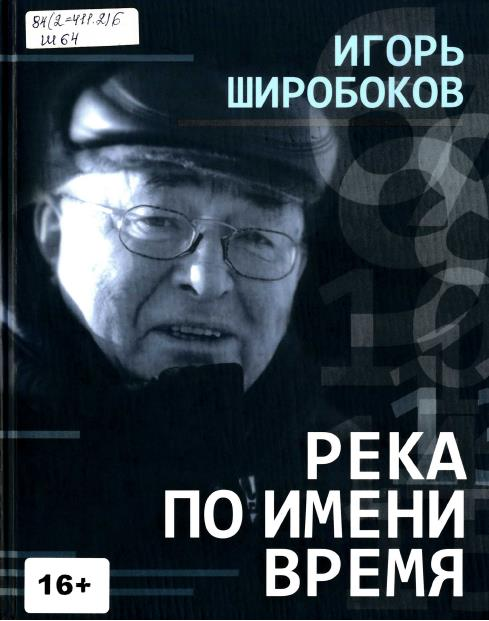 84(2=411.2)6
Ш64
ИГОРЬ
ШИРОБОКОВ
РЕКА
ПО ИМЕНИ
ВРЕМЯ
16+